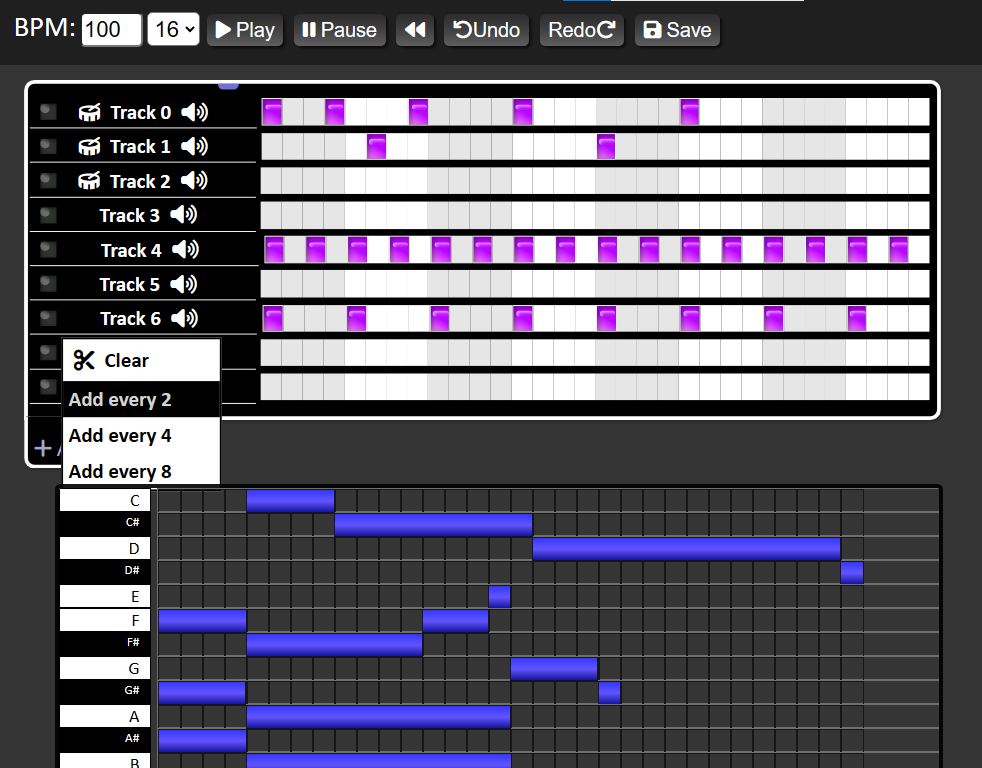 BPM: 100 16 Play Pause Undo Redo Save
Track 0
Track 1
Track 2
Track 3
Track 4
Track 5
Track 6
Clear
Add every 2
Add every 4
Add every 8
C
C#
D
D#
E
F
F#
G
G#
A
A#
B